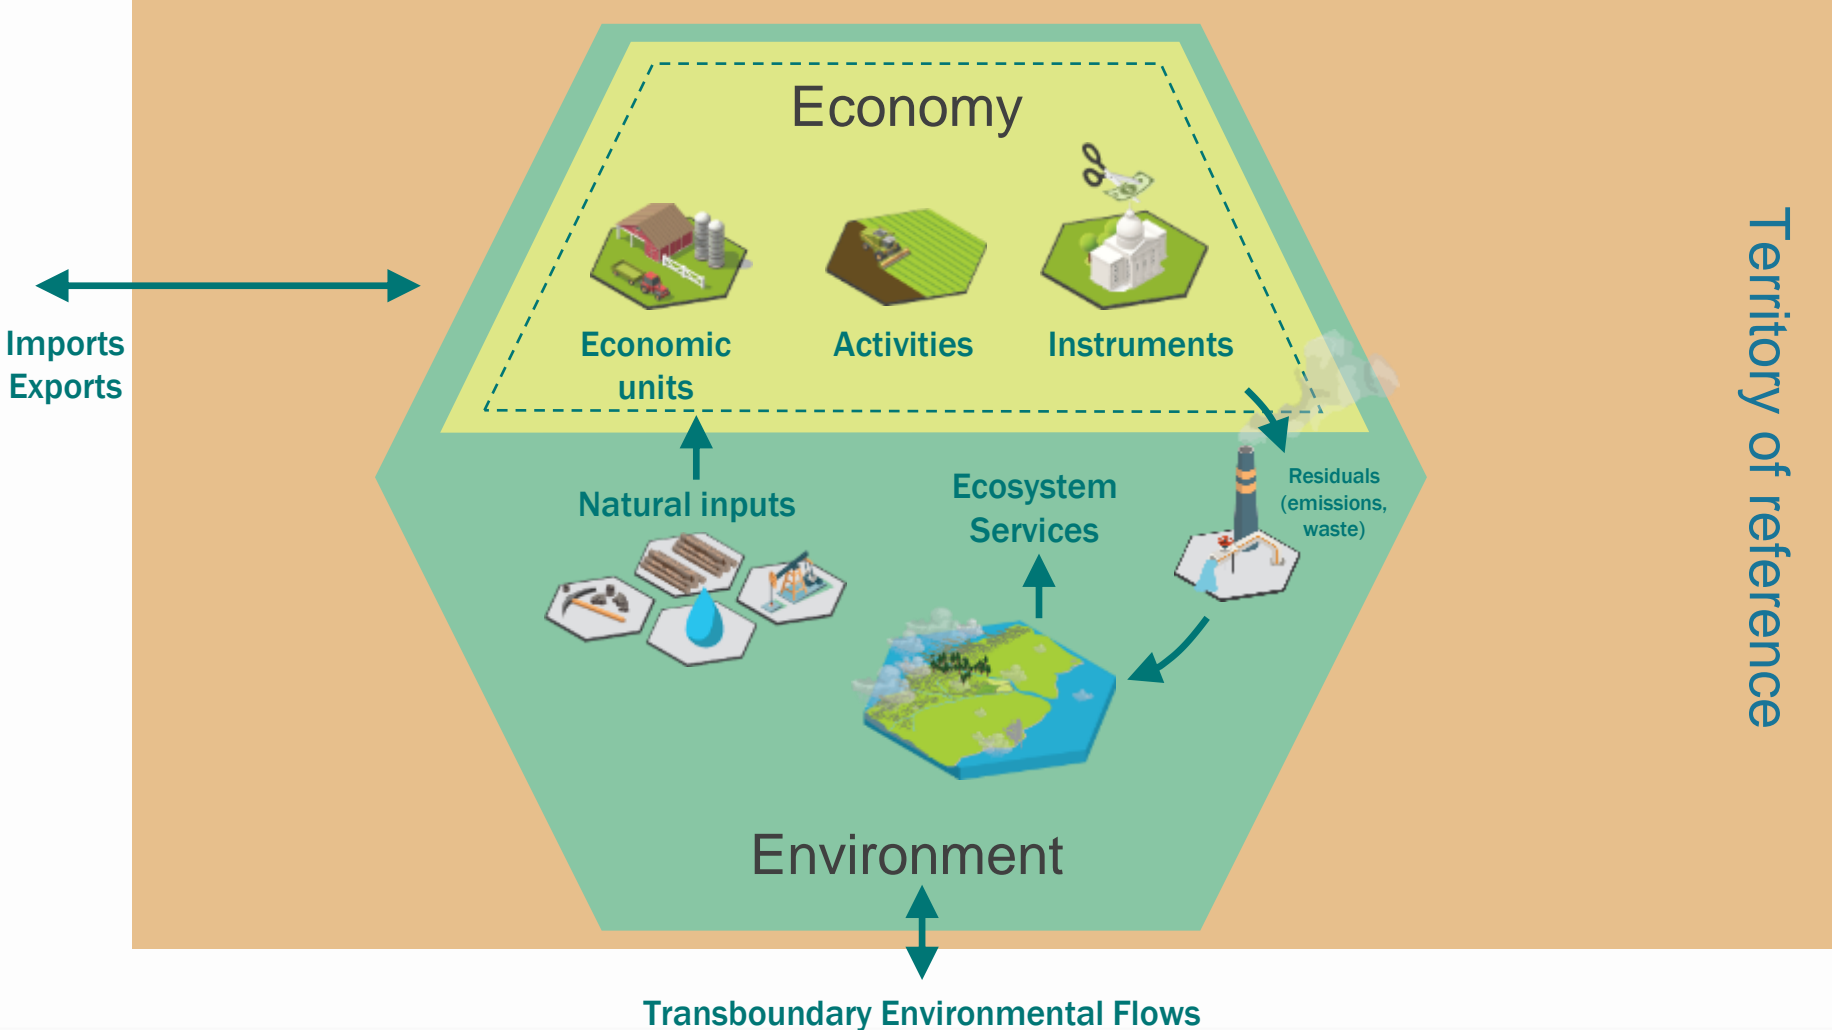 Economy
Economic
units
Activities
Instruments
Imports
Exports
Natural inputs
Ecosystem
Services
Residuals
(emissions,
waste)
Environment
Transboundary Environmental Flows
Territory of reference